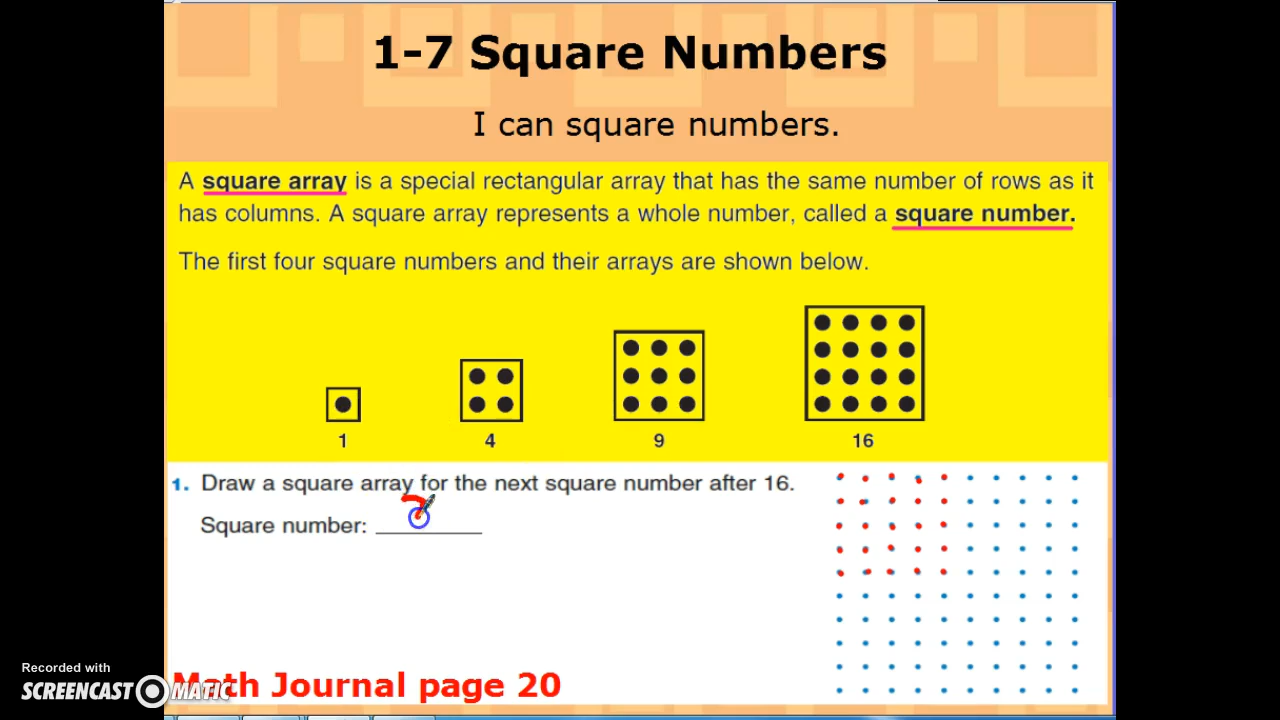 1-7 Square Numbers
I can square numbers.
A square array is a special rectangular array that has the same number of rows as it
has columns. A square array represents a whole number, called a square number.
The first four square numbers and their arrays are shown below.
1 4 9 16
1. Draw a square array for the next square number after 16.
Square number:
Math Journal page 20
Recorded with
SCREENCAST MATIC